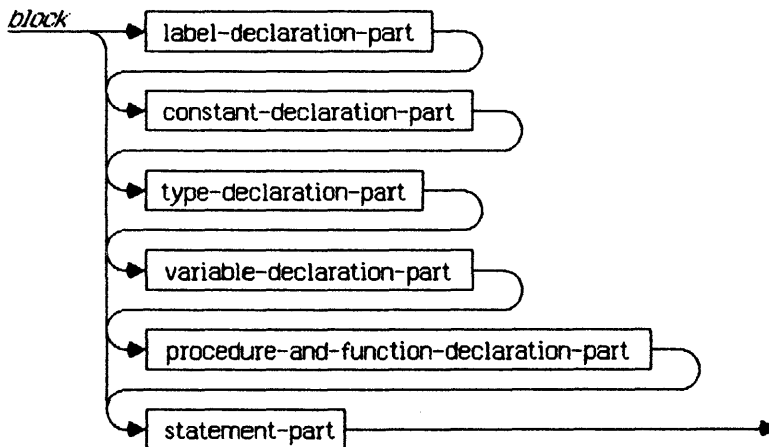 block
label-declaration-part
constant-declaration-part
type-declaration-part
variable-declaration-part
procedure-and-function-declaration-part
statement-part